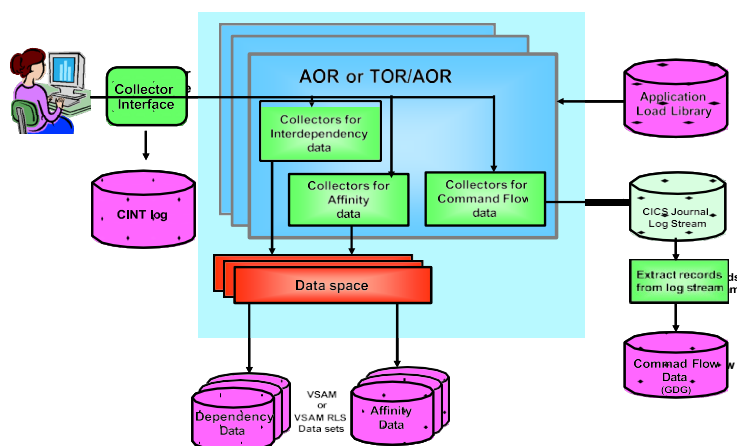 AOR or TOR/AOR
Collector
Interface
Application
Load Library
Collectors for
Interdependency
data
Collectors for
Affinity
data
Collectors for
Command Flow
data
CINT log
CICS Journal
Log Stream
Data space
Extract records
from log stream
Commad Flow
Data
(GDG)
VSAM
or
VSAM RLS
Data sets
Dependency
Data
Affinity
Data